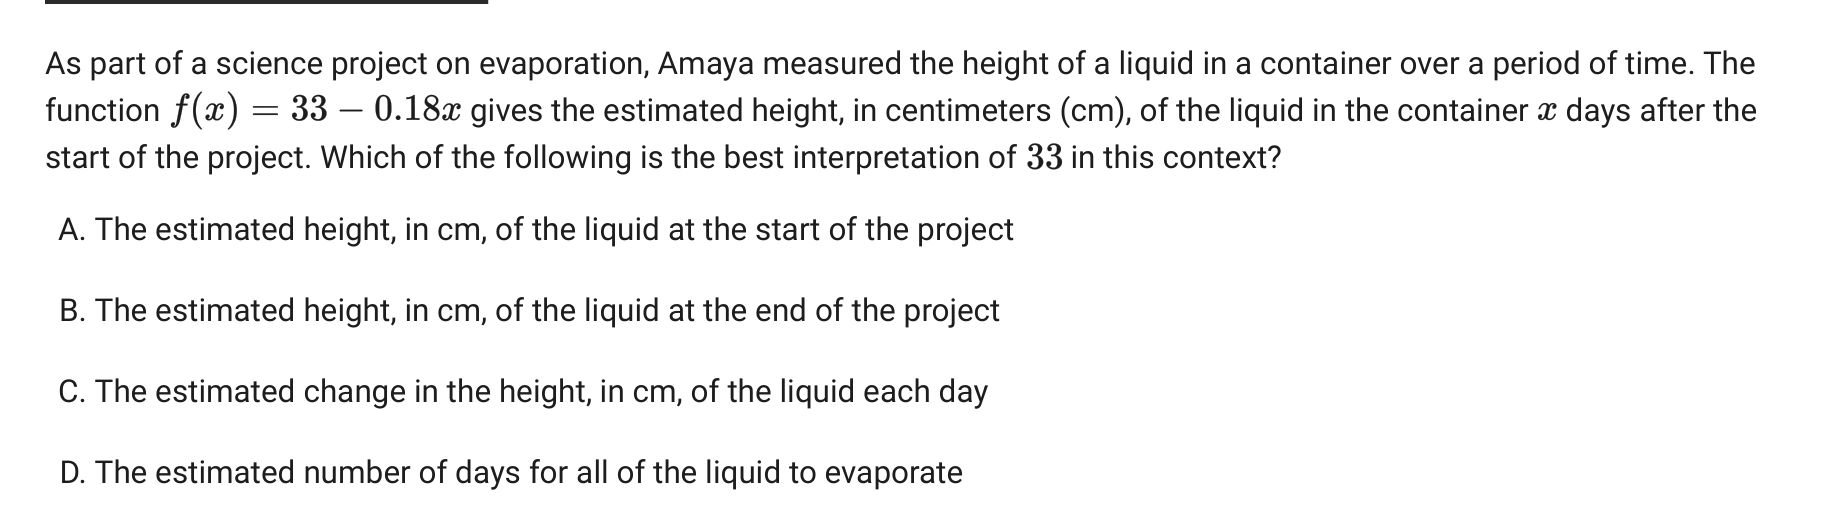 As part of a science project on evaporation, Amaya measured the height of a liquid in a container over a period of time. The
function f(x) = 33 − 0.18x gives the estimated height, in centimeters (cm), of the liquid in the container x days after the
start of the project. Which of the following is the best interpretation of 33 in this context?
A. The estimated height, in cm, of the liquid at the start of the project
B. The estimated height, in cm, of the liquid at the end of the project
C. The estimated change in the height, in cm, of the liquid each day
D. The estimated number of days for all of the liquid to evaporate